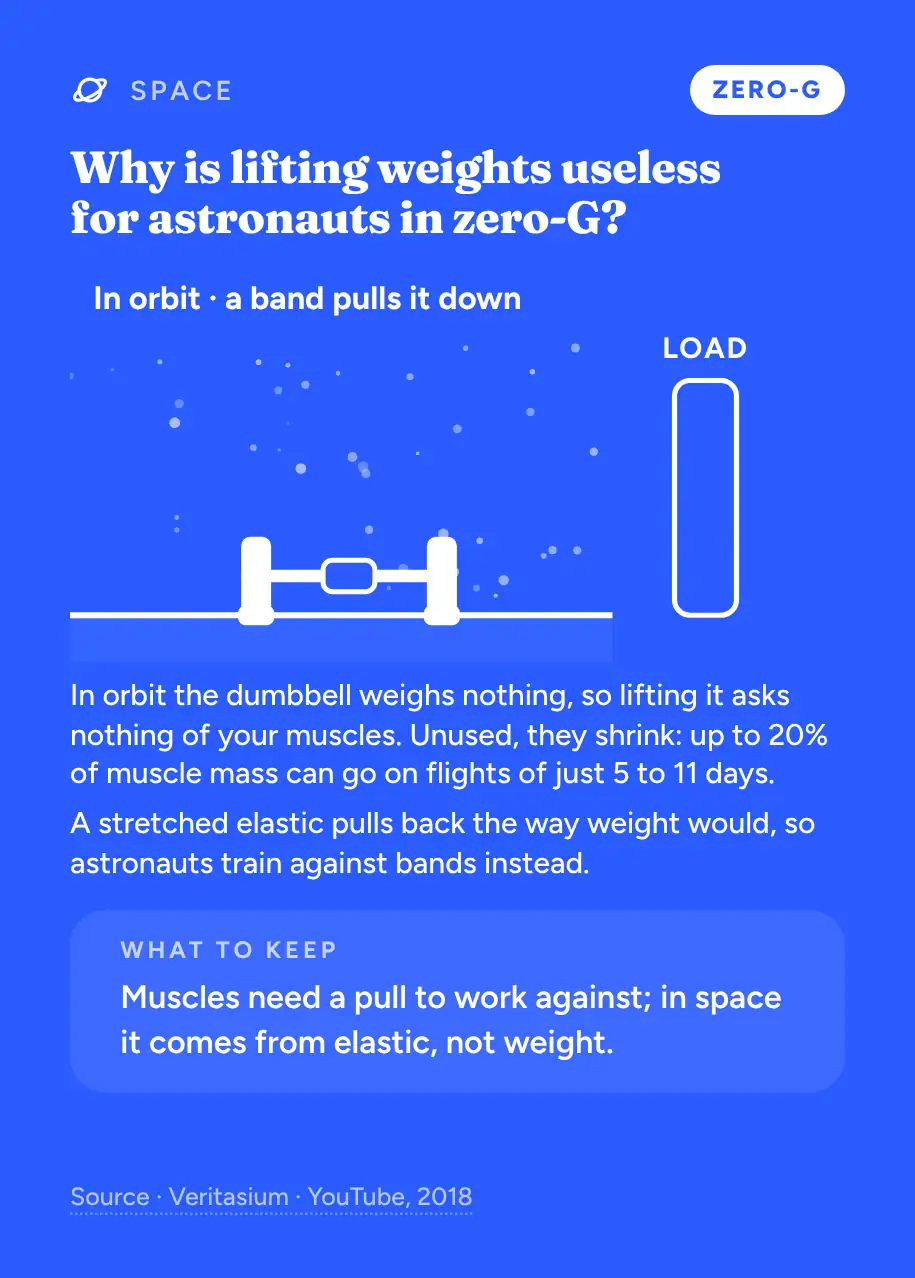 SPACE
ZERO-G
Why is lifting weights useless
for astronauts in zero-G?
In orbit · a band pulls it down
LOAD
In orbit the dumbbell weighs nothing, so lifting it asks
nothing of your muscles. Unused, they shrink: up to 20%
of muscle mass can go on flights of just 5 to 11 days.
A stretched elastic pulls back the way weight would, so
astronauts train against bands instead.
WHAT TO KEEP
Muscles need a pull to work against; in space
it comes from elastic, not weight.
Source · Veritasium · YouTube, 2018